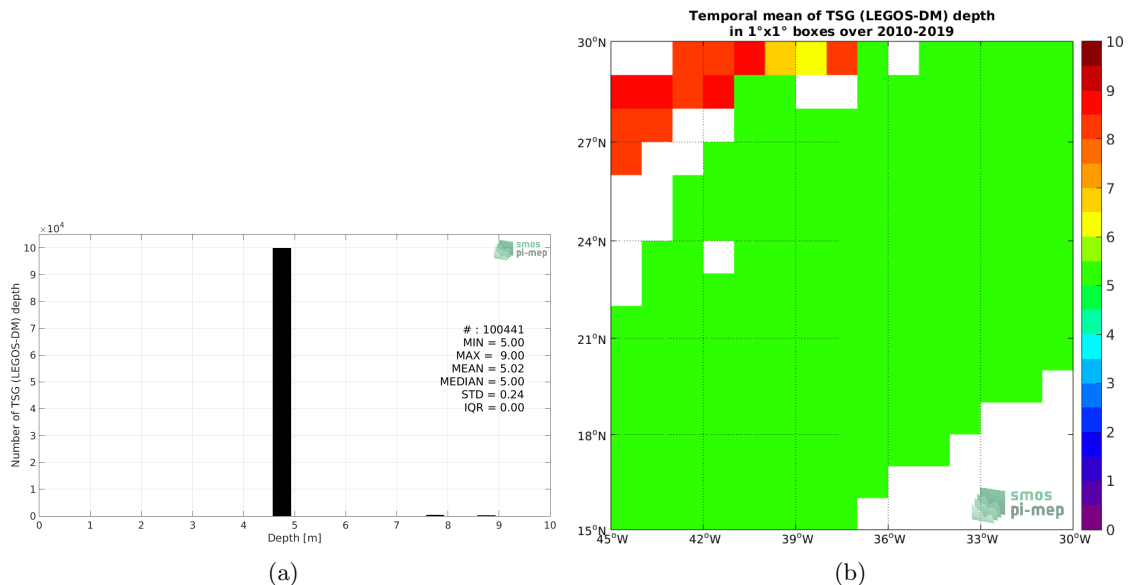 ×10⁴
10
9
8
7
6
5
4
3
2
1
0
Number of TSG (LEGOS-DM) depth
0 1 2 3 4 5 6 7 8 9 10
Depth [m]
smos
pi-mep
# : 100441
MIN = 5.00
MAX = 9.00
MEAN = 5.02
MEDIAN = 5.00
STD = 0.24
IQR = 0.00
(a)
Temporal mean of TSG (LEGOS-DM) depth
in 1°x1° boxes over 2010-2019
30°N
27°N
24°N
21°N
18°N
15°N
45°W 42°W 39°W 36°W 33°W 30°W
smos
pi-mep
10
9
8
7
6
5
4
3
2
1
0
(b)